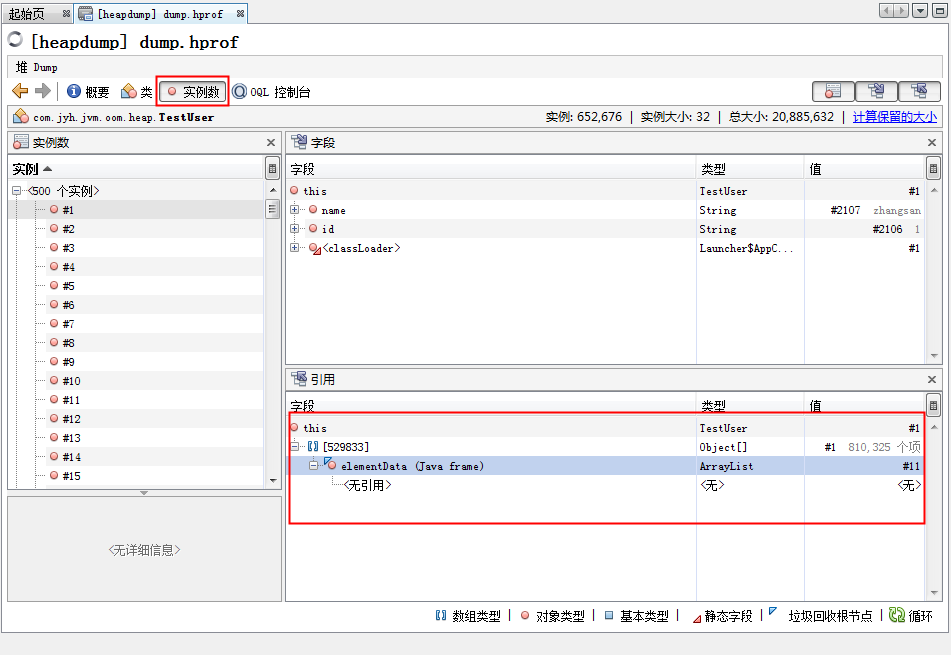 起始页 [heapdump] dump.hprof
[heapdump] dump.hprof
堆 Dump
概要 类 实例数 OQL 控制台
com.jyh.jvm.oom.heap.TestUser 实例: 652,676 | 实例大小: 32 | 总大小: 20,885,632 | 计算保留的大小
实例数
实例
<500 个实例>
#1
#2
#3
#4
#5
#6
#7
#8
#9
#10
#11
#12
#13
#14
#15
<无详细信息>
字段
字段 类型 值
this TestUser #1
name String #2107 zhangsan
id String #2106 1
<classLoader> Launcher$AppC... #1
引用
字段 类型 值
this TestUser #1
[529833] Object[] #1 810,325 个项
elementData (Java frame) ArrayList #11
<无引用> <无> <无>
数组类型 | 对象类型 | 基本类型 | 静态字段 | 垃圾回收根节点 | 循环